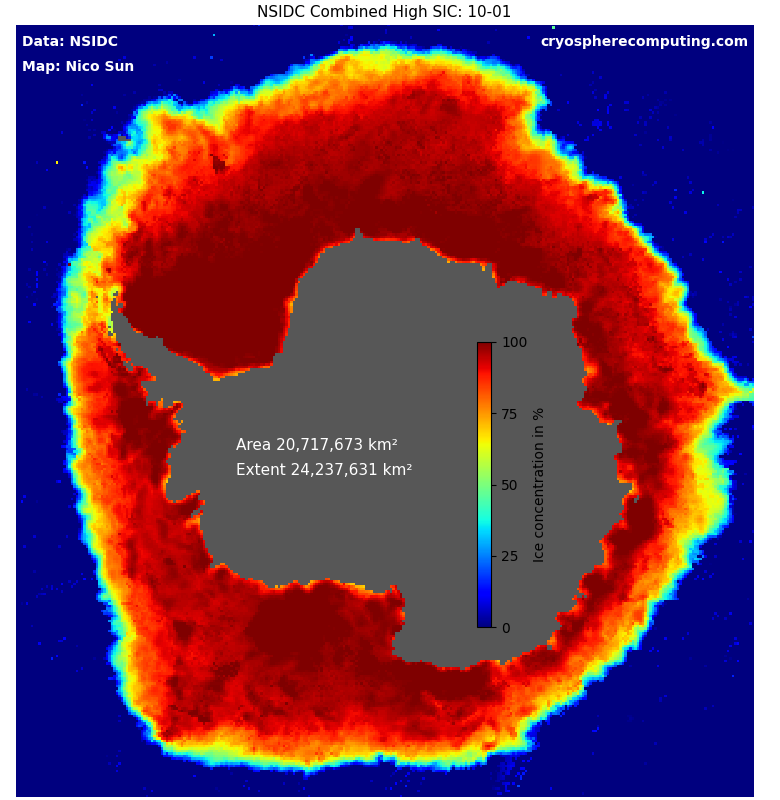 NSIDC Combined High SIC: 10-01
Data: NSIDC
cryospherecomputing.com
Map: Nico Sun
100
75
50
25
0
Ice concentration in %
Area 20,717,673 km²
Extent 24,237,631 km²